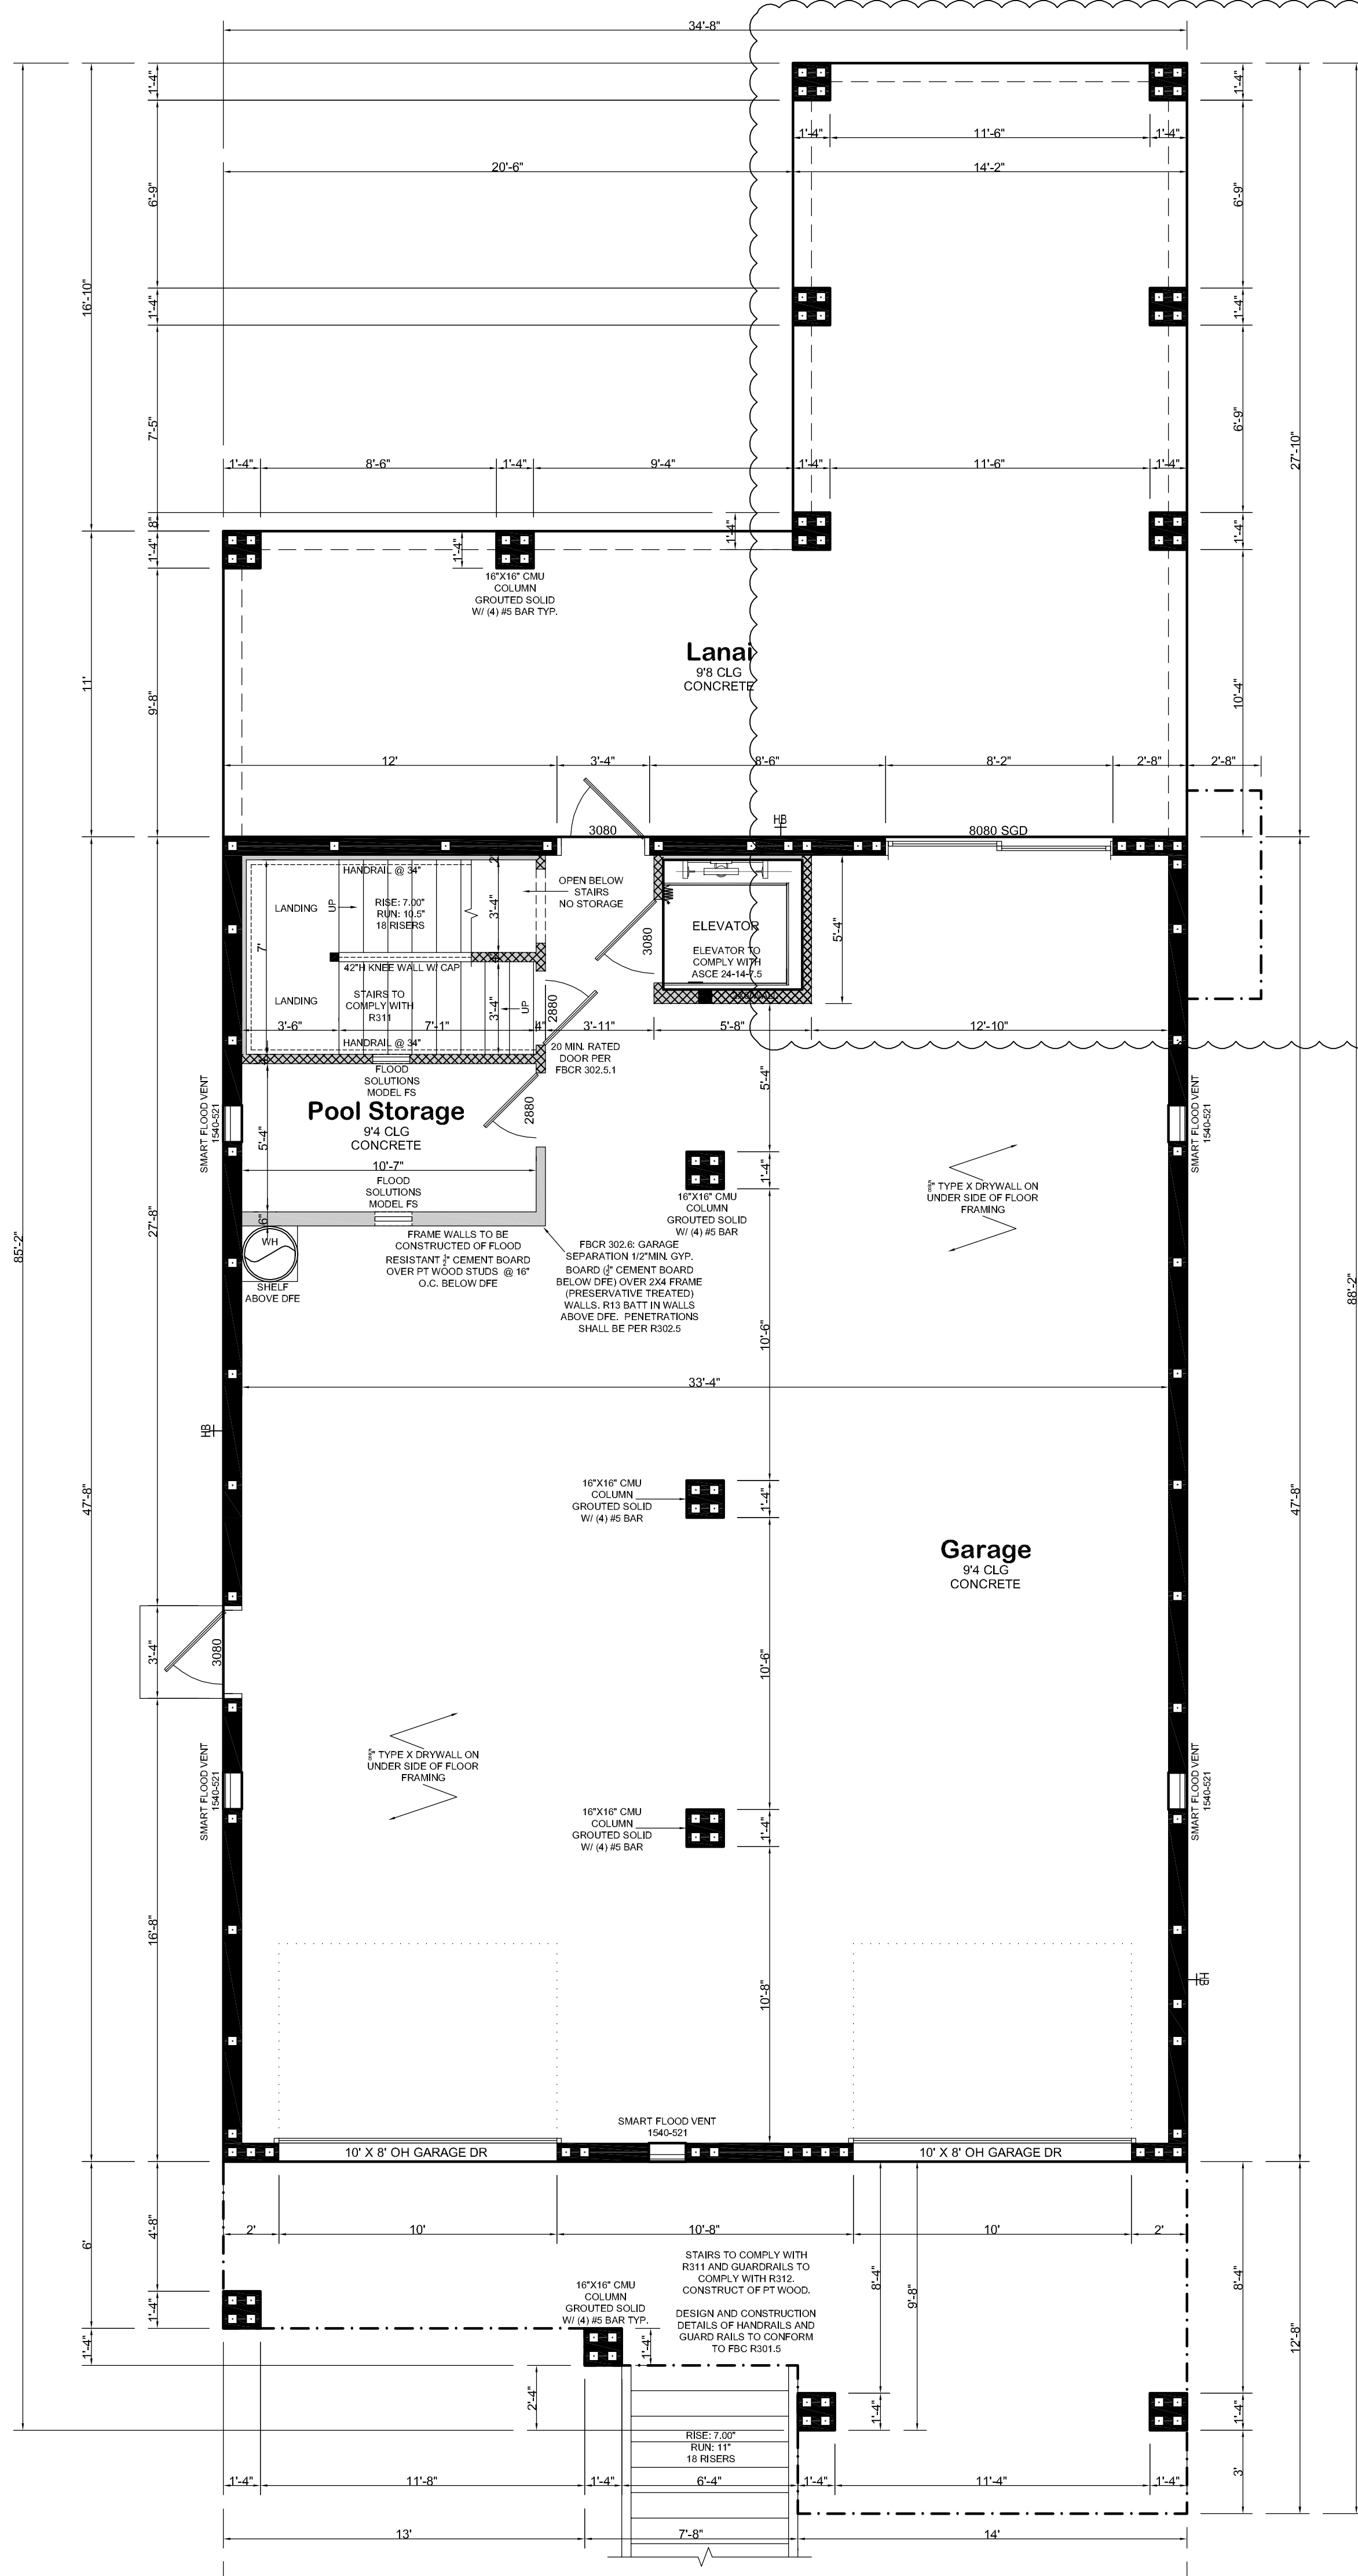 34'-8"
1'-4"
1'-4"
1'-4"
11'-6"
1'-4"
20'-6"
14'-2"
6'-9"
6'-9"
16'-10"
1'-4"
1'-4"
7'-5"
6'-9"
27'-10"
1'-4"
8'-6"
1'-4"
9'-4"
1'-4"
11'-6"
1'-4"
8"
1'-4"
1'-4"
1'-4"
1'-4"
16"X16" CMU
COLUMN
GROUTED SOLID
W/ (4) #5 BAR TYP.
Lanai
9'8 CLG
CONCRETE
11'
9'-8"
10'-4"
12'
3'-4"
8'-6"
8'-2"
2'-8"
2'-8"
3080
HB
8080 SGD
HANDRAIL @ 34"
2"
OPEN BELOW
STAIRS
NO STORAGE
LANDING
UP
RISE: 7.00"
RUN: 10.5"
18 RISERS
3'-4"
3080
ELEVATOR
ELEVATOR TO
COMPLY WITH
ASCE 24-14-7.5
5'-4"
7'
42"H KNEE WALL W/ CAP
4"
LANDING
STAIRS TO
COMPLY WITH
R311
3'-4"
UP
2880
3'-6"
7'-1"
4"
3'-11"
5'-8"
12'-10"
HANDRAIL @ 34"
4"
20 MIN. RATED
DOOR PER
FBCR 302.5.1
FLOOD
SOLUTIONS
MODEL FS
5'-4"
SMART FLOOD VENT
1540-521
Pool Storage
9'4 CLG
CONCRETE
2880
5'-4"
SMART FLOOD VENT
1540-521
10'-7"
FLOOD
SOLUTIONS
MODEL FS
1'-4"
16"X16" CMU
COLUMN
GROUTED SOLID
W/ (4) #5 BAR
5/8" TYPE X DRYWALL ON
UNDER SIDE OF FLOOR
FRAMING
6"
WH
SHELF
ABOVE DFE
FRAME WALLS TO BE
CONSTRUCTED OF FLOOD
RESISTANT 1/2" CEMENT BOARD
OVER PT WOOD STUDS @ 16"
O.C. BELOW DFE
FBCR 302.6: GARAGE
SEPARATION 1/2"MIN. GYP.
BOARD (1/2" CEMENT BOARD
BELOW DFE) OVER 2X4 FRAME
(PRESERVATIVE TREATED)
WALLS. R13 BATT IN WALLS
ABOVE DFE. PENETRATIONS
SHALL BE PER R302.5
27'-8"
85'-2"
88'-2"
10'-6"
33'-4"
HB
47'-8"
47'-8"
16"X16" CMU
COLUMN
GROUTED SOLID
W/ (4) #5 BAR
1'-4"
Garage
9'4 CLG
CONCRETE
3'-4"
3080
10'-6"
5/8" TYPE X DRYWALL ON
UNDER SIDE OF FLOOR
FRAMING
SMART FLOOD VENT
1540-521
SMART FLOOD VENT
1540-521
16"X16" CMU
COLUMN
GROUTED SOLID
W/ (4) #5 BAR
1'-4"
16'-8"
10'-8"
HB
SMART FLOOD VENT
1540-521
10' X 8' OH GARAGE DR
10' X 8' OH GARAGE DR
2'
10'
10'-8"
10'
2'
6'
4'-8"
STAIRS TO COMPLY WITH
R311 AND GUARDRAILS TO
COMPLY WITH R312.
CONSTRUCT OF PT WOOD.
DESIGN AND CONSTRUCTION
DETAILS OF HANDRAILS AND
GUARD RAILS TO CONFORM
TO FBC R301.5
8'-4"
9'-8"
8'-4"
12'-8"
1'-4"
16"X16" CMU
COLUMN
GROUTED SOLID
W/ (4) #5 BAR TYP.
1'-4"
1'-4"
2'-4"
1'-4"
1'-4"
RISE: 7.00"
RUN: 11"
18 RISERS
3'
1'-4"
11'-8"
1'-4"
6'-4"
1'-4"
11'-4"
1'-4"
13'
7'-8"
14'